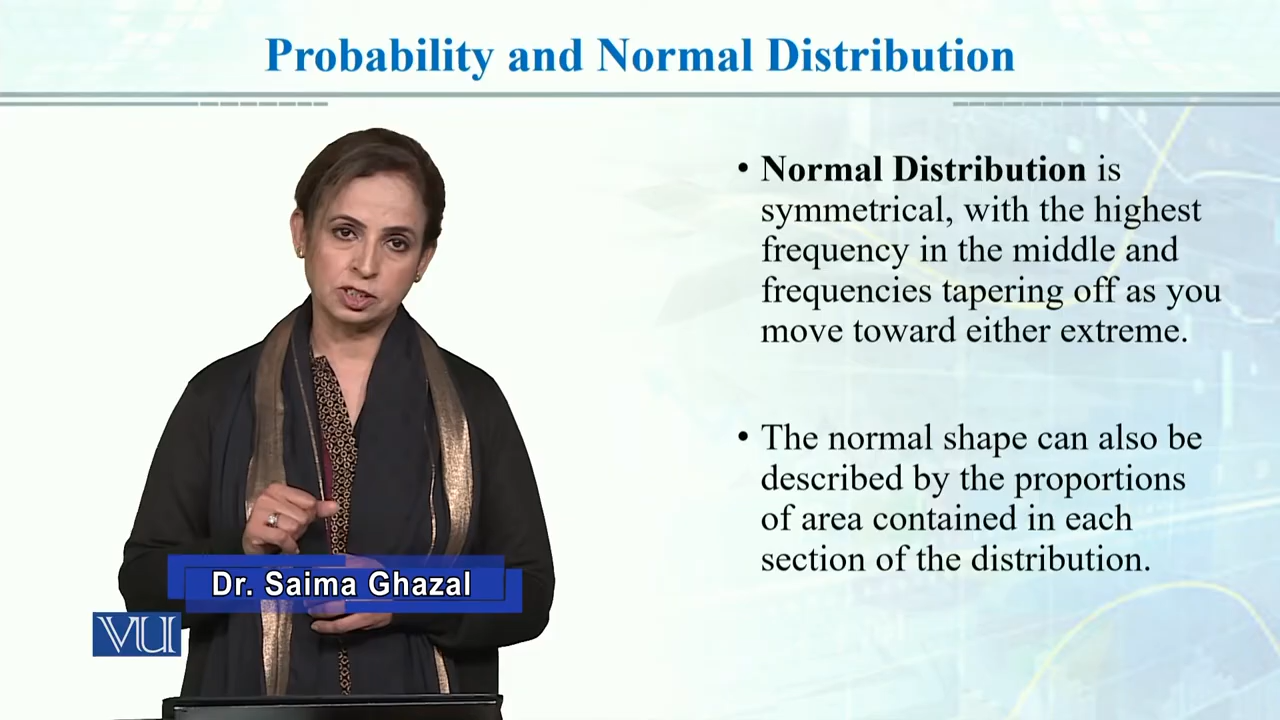 Probability and Normal Distribution
• Normal Distribution is
symmetrical, with the highest
frequency in the middle and
frequencies tapering off as you
move toward either extreme.
• The normal shape can also be
described by the proportions
of area contained in each
section of the distribution.
Dr. Saima Ghazal
VU